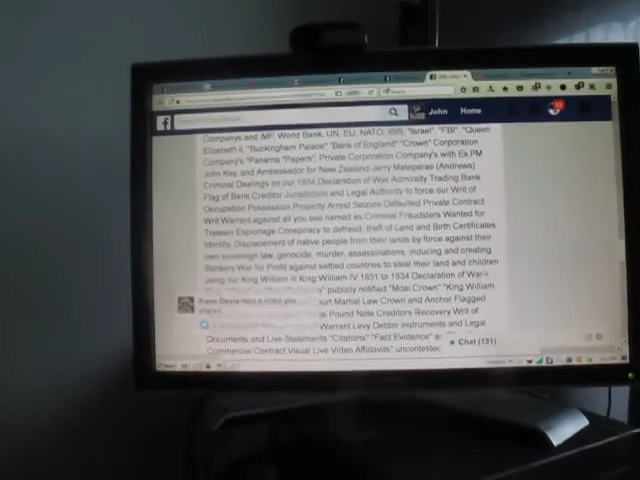 John Home
Companys and IMF, World Bank, UN, EU, NATO, ISIS, "Israel", "FBI", "Queen
Elizabeth II, "Buckingham Palace" "Bank of England" "Crown" Corporation
Company's "Panama "Papers", Private Corporation Company's with Ex PM
John Key, and Ambassador for New Zealand Jerry Mateparae (Andrews)
Criminal Dealings on our 1834 Declaration of War Admiralty Trading Bank
Flag of Bank Creditor Jurisdiction and Legal Authority to force our Writ of
Occupation Possession Property Arrest Seizure Defaulted Private Contract
Writ Warrant against all you see named as Criminal Fraudsters Wanted for
Treason Espionage Conspiracy to defraud, theft of Land and Birth Certificates
Identity, Displacement of native people from their lands by force against their
own sovereign law, genocide, murder, assassinations, inducing and creating
Bankers War for Profit against settled countries to steal their land and children
using our King William III King William IV 1831 to 1834 Declaration of War
publicly notified "Moai Crown" "King William
urt Martial Law Crown and Anchor Flagged
ai Pound Note Creditors Recovery Writ of
Warrant Levy Debtor instruments and Legal
Documents and Live Statements "Citations" "Fact Evidence"
Commercial Contract Visual Live Video Affidavits' uncontested
video you
shared.
Chat (131)